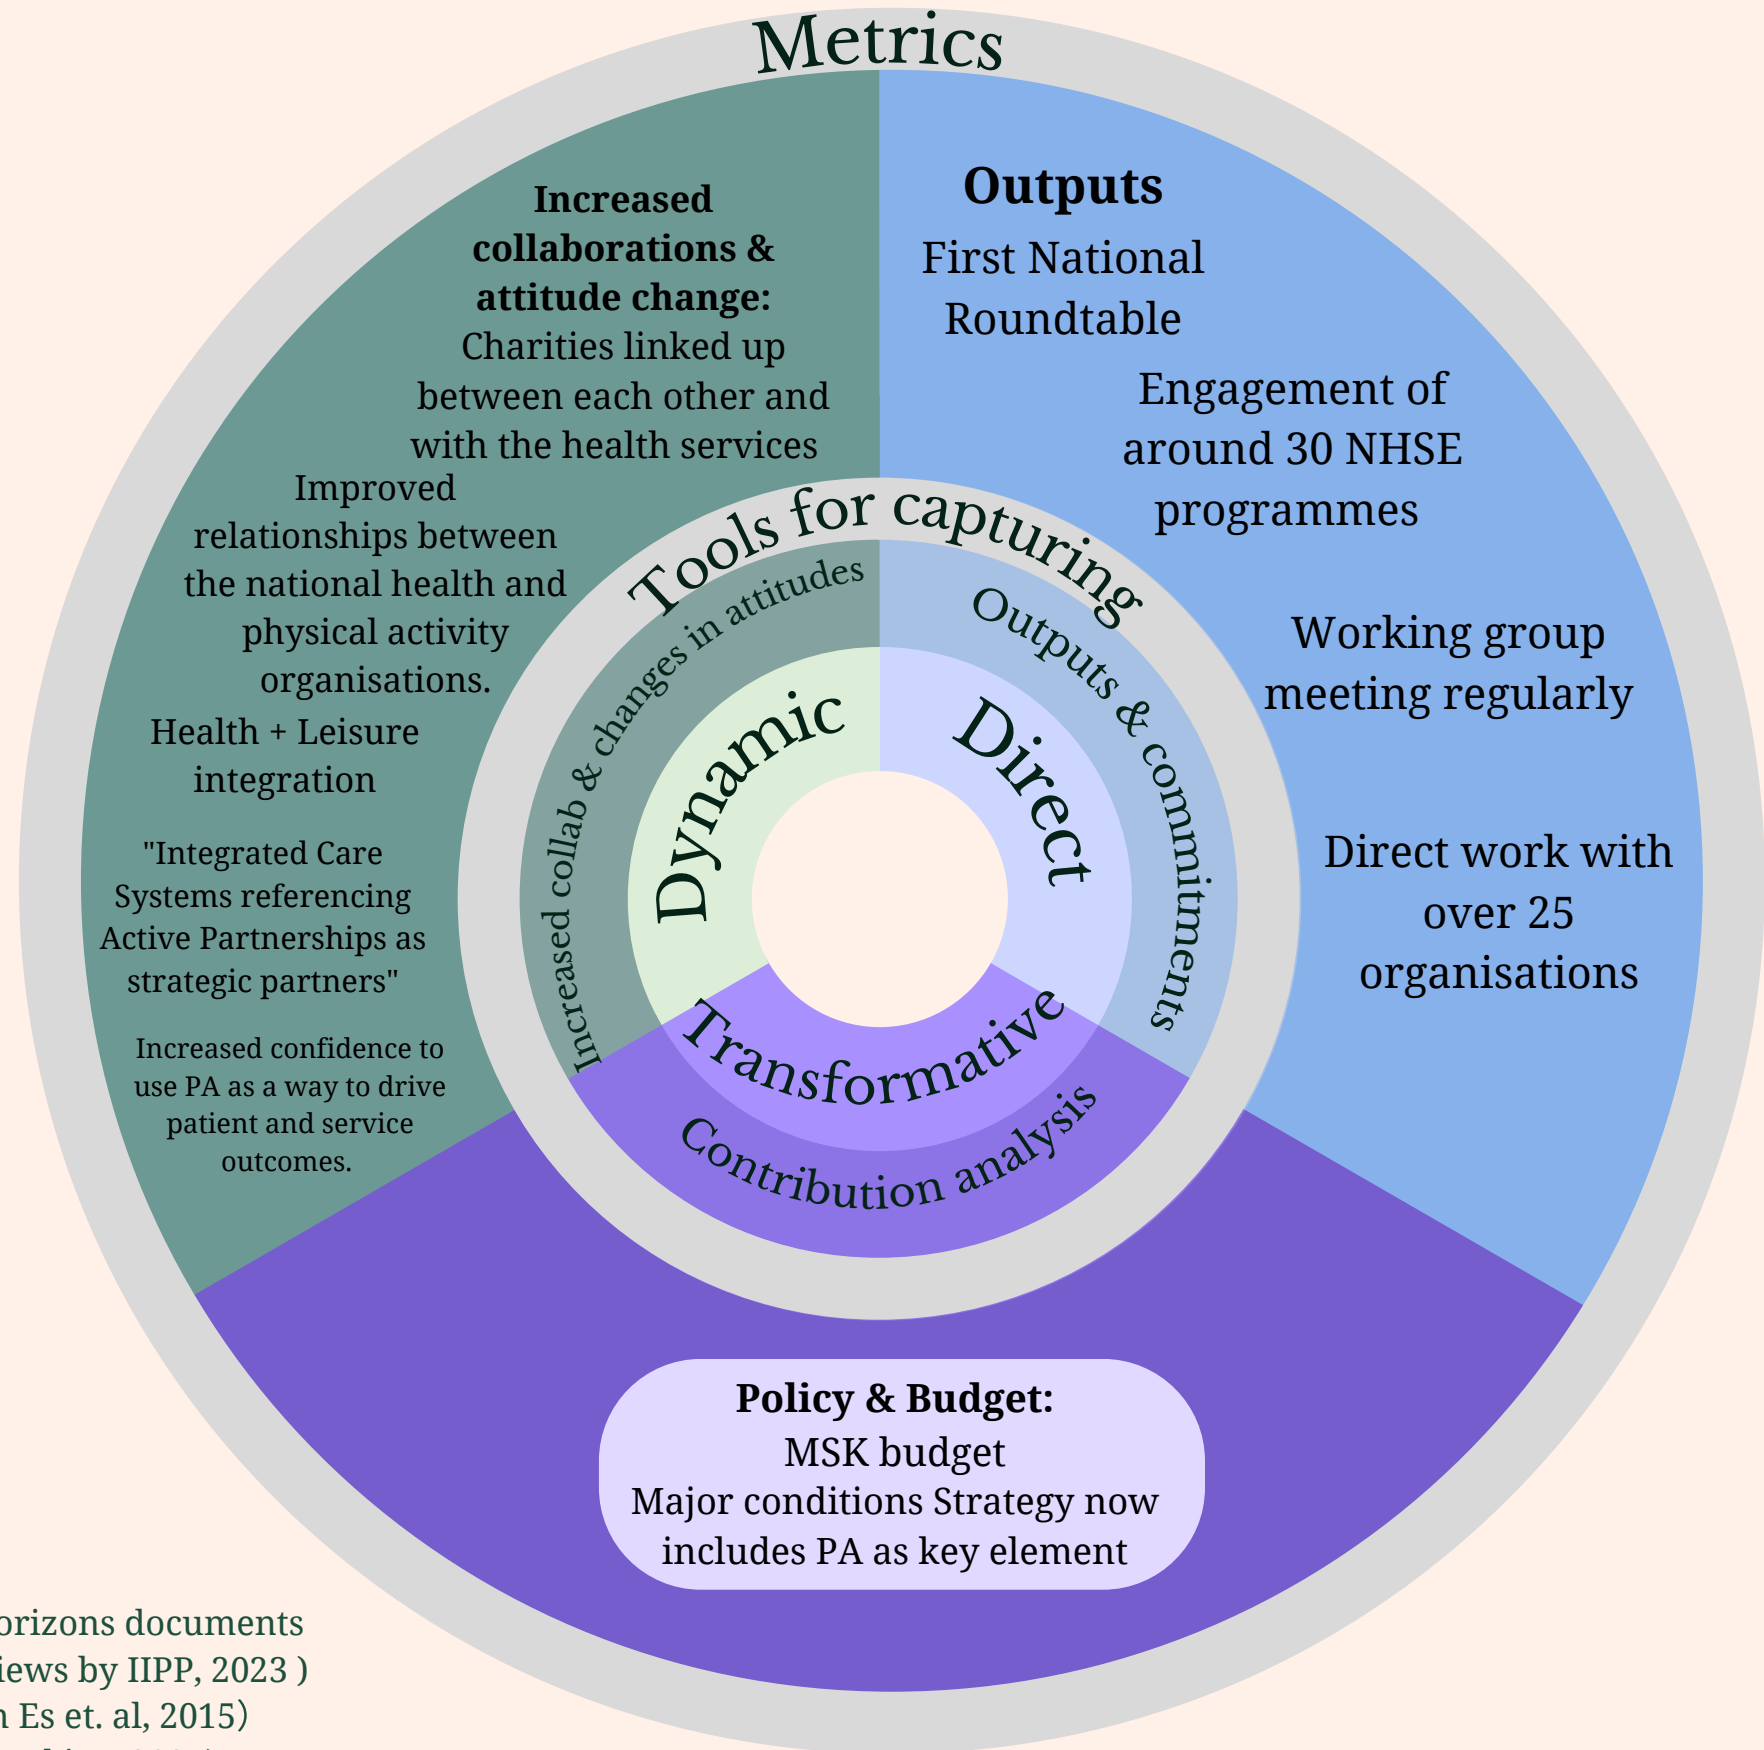 Metrics
Increased
collaborations &
attitude change:
Charities linked up
between each other and
with the health services
Improved
relationships between
the national health and
physical activity
organisations.
Health + Leisure
integration
"Integrated Care
Systems referencing
Active Partnerships as
strategic partners"
Increased confidence to
use PA as a way to drive
patient and service
outcomes.
Outputs
First National
Roundtable
Engagement of
around 30 NHSE
programmes
Working group
meeting regularly
Direct work with
over 25
organisations
Tools for capturing
Increased collab & changes in attitudes
Outputs & commitments
Dynamic
Direct
Transformative
Contribution analysis
Policy & Budget:
MSK budget
Major conditions Strategy now
includes PA as key element
documents
by IIPP, 2023 )
Es et. al, 2015)